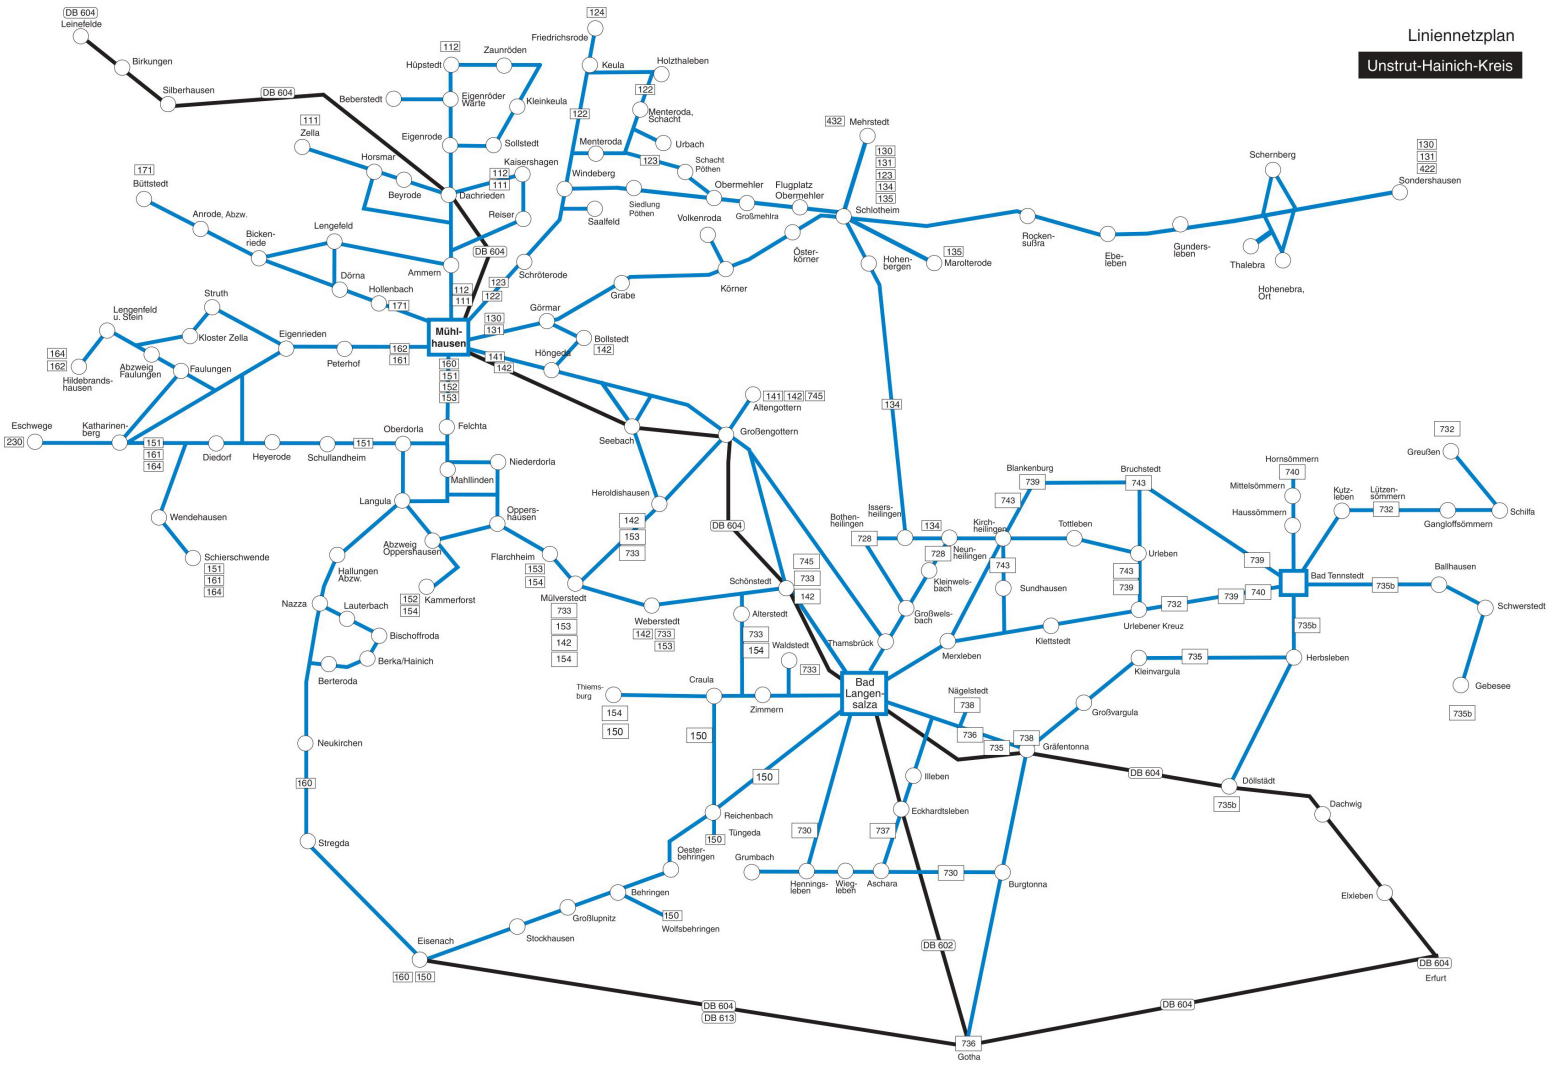 Liniennetzplan
Unstrut-Hainich-Kreis
DB 604
Leinefelde
Birkungen
Silberhausen
DB 604
112
Hüpstedt
Zaunröden
Beberstedt
Eigenröder
Warte
Kleinkeula
Eigenrode
Sollstedt
111
Zella
Horsmar
Beyrode
Dachrieden
Kaisershagen
112
111
Reiser
124
Friedrichsrode
Keula
Holzthaleben
122
122
Menteroda,
Schacht
Urbach
Menteroda
123
Schacht
Pöthen
Windeberg
Siedlung
Pöthen
Saalfeld
Obermehler
Großmehlra
Flugplatz
Obermehler
Volkenroda
432
Mehrstedt
130
131
123
134
135
Schlotheim
135
Marolterode
Hohen-
bergen
Öster-
körner
Körner
Grabe
Rocken-
sußra
Ebe-
leben
Gunders-
leben
Schernberg
Thalebra
Hohenebra,
Ort
130
131
422
Sondershausen
171
Büttstedt
Anrode, Abzw.
Bicken-
riede
Lengefeld
Dörna
Hollenbach
171
Ammern
DB 604
Schröterode
123
122
112
111
Mühl-
hausen
130
131
Görmar
Bollstedt
142
Höngeda
141
142
162
161
160
151
152
153
Struth
Lengenfeld
u. Stein
Kloster Zella
Eigenrieden
Peterhof
164
162
Hildebrands-
hausen
Abzweig
Faulungen
Faulungen
Eschwege
230
Katharinen-
berg
151
161
164
Diedorf
Heyerode
Schullandheim
151
Oberdorla
Felchta
Niederdorla
Mahllinden
Langula
Oppers-
hausen
Abzweig
Oppershausen
Kammerforst
152
154
Wendehausen
Schierschwende
151
161
164
Hallungen
Abzw.
Nazza
Lauterbach
Bischoffroda
Berka/Hainich
Berteroda
Neukirchen
160
Stregda
Eisenach
160
150
Seebach
Großengottern
Altengottern
141
142
745
Heroldishausen
142
153
733
DB 604
Flarchheim
153
154
Mülverstedt
733
153
142
154
Weberstedt
142
733
153
Schönstedt
745
733
142
Alterstedt
733
154
Waldstedt
733
Thiems-
burg
154
150
Craula
Zimmern
150
150
Reichenbach
Tüngeda
150
Oester-
behringen
Behringen
150
Wolfsbehringen
Großlupnitz
Stockhausen
134
Bothen-
heilingen
728
Issers-
heilingen
134
Neun-
heilingen
728
Kleinwels-
bach
Großwels-
bach
Thamsbrück
Bad
Langen-
salza
Kirch-
heilingen
743
Blankenburg
739
743
Bruchstedt
743
Tottleben
Urleben
743
739
Sundhausen
Merxleben
Klettstedt
Urlebener Kreuz
732
739
740
739
Hornsömmern
740
Mittelsömmern
Haussömmern
Bad Tennstedt
Kutz-
leben
Lützen-
sömmern
732
732
Greußen
Gangloffsömmern
Schilfa
735b
Ballhausen
Schwerstedt
Gebesee
735b
735b
Herbsleben
735
Kleinvargula
Großvargula
Nägelstedt
738
736
735
738
Gräfentonna
Illeben
Eckhardtsleben
737
730
Grumbach
Hennings-
leben
Wieg-
leben
Aschara
730
Burgtonna
DB 604
Döllstädt
735b
Dachwig
Elxleben
DB 604
Erfurt
DB 602
DB 604
DB 613
DB 604
736
Gotha